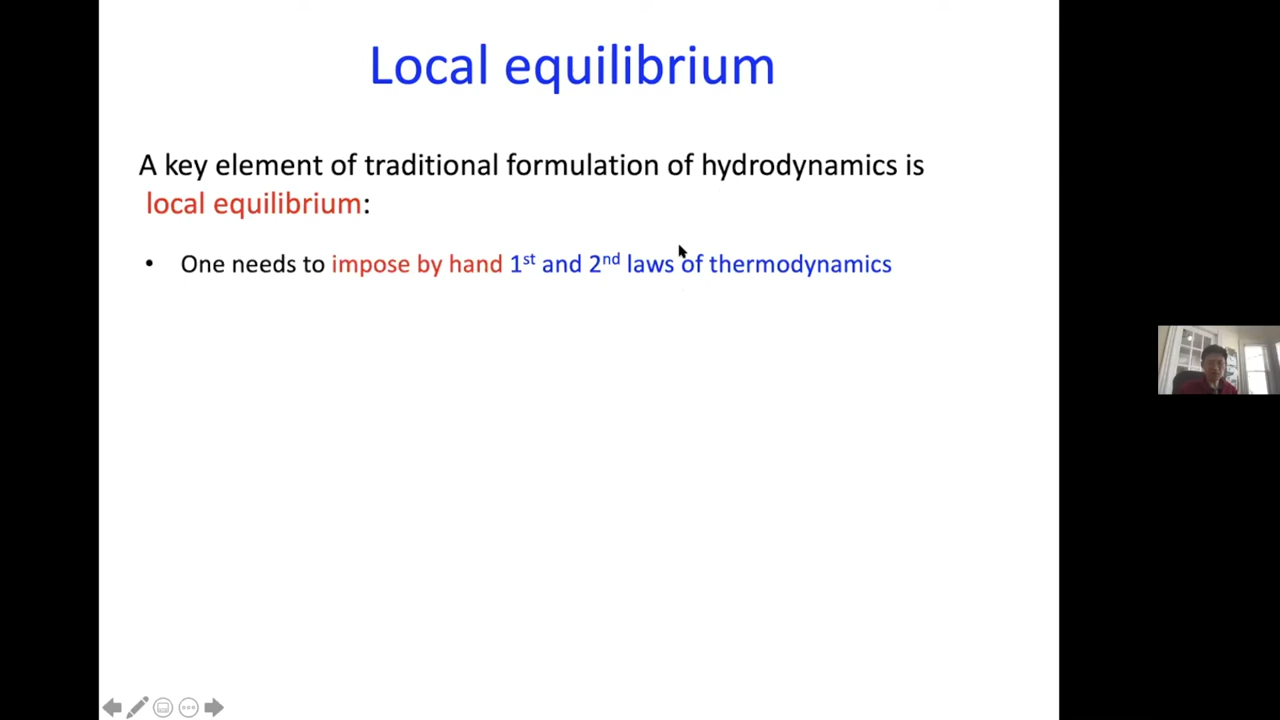 Local equilibrium
A key element of traditional formulation of hydrodynamics is
local equilibrium:
• One needs to impose by hand 1st and 2nd laws of thermodynamics